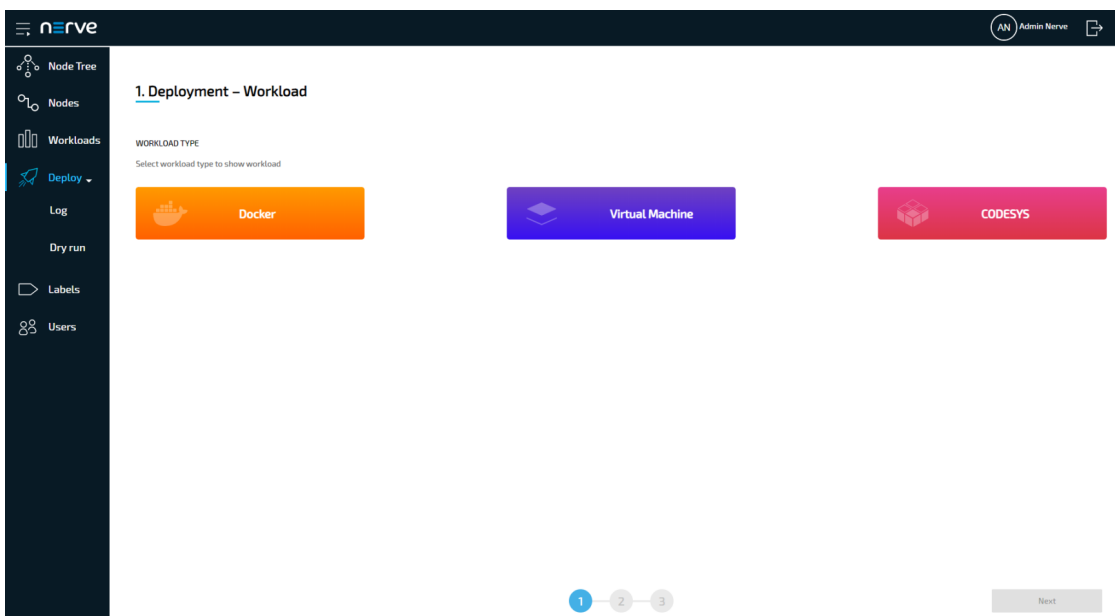 nerve
AN Admin Nerve
Node Tree
Nodes
Workloads
Deploy
Log
Dry run
Labels
Users
1. Deployment – Workload
WORKLOAD TYPE
Select workload type to show workload
Docker
Virtual Machine
CODESYS
1 2 3
Next